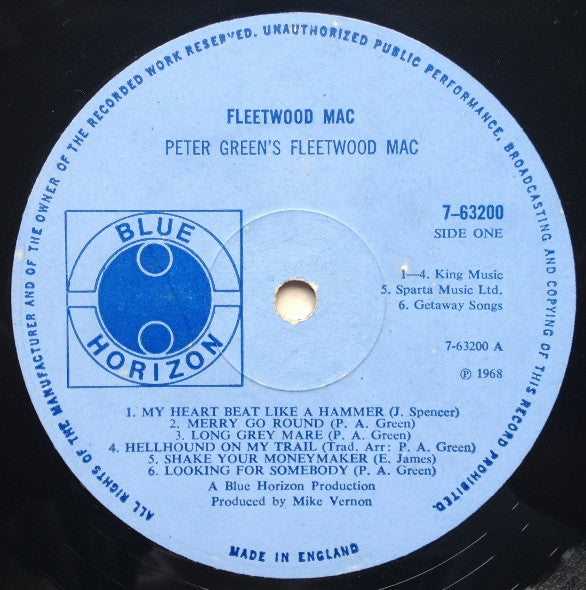 ALL RIGHTS OF THE MANUFACTURER AND OF THE OWNER OF THE RECORDED WORK RESERVED. UNAUTHORIZED PUBLIC PERFORMANCE, BROADCASTING AND COPYING OF THIS RECORD PROHIBITED.
FLEETWOOD MAC
PETER GREEN'S FLEETWOOD MAC
BLUE
HORIZON
7–63200
SIDE ONE
1—4. King Music
5. Sparta Music Ltd.
6. Getaway Songs
7-63200 A
℗ 1968
1. MY HEART BEAT LIKE A HAMMER (J. Spencer)
2. MERRY GO ROUND (P. A. Green)
3. LONG GREY MARE (P. A. Green)
4. HELLHOUND ON MY TRAIL (Trad. Arr: P. A. Green)
5. SHAKE YOUR MONEYMAKER (E. James)
6. LOOKING FOR SOMEBODY (P. A. Green)
A Blue Horizon Production
Produced by Mike Vernon
MADE IN ENGLAND